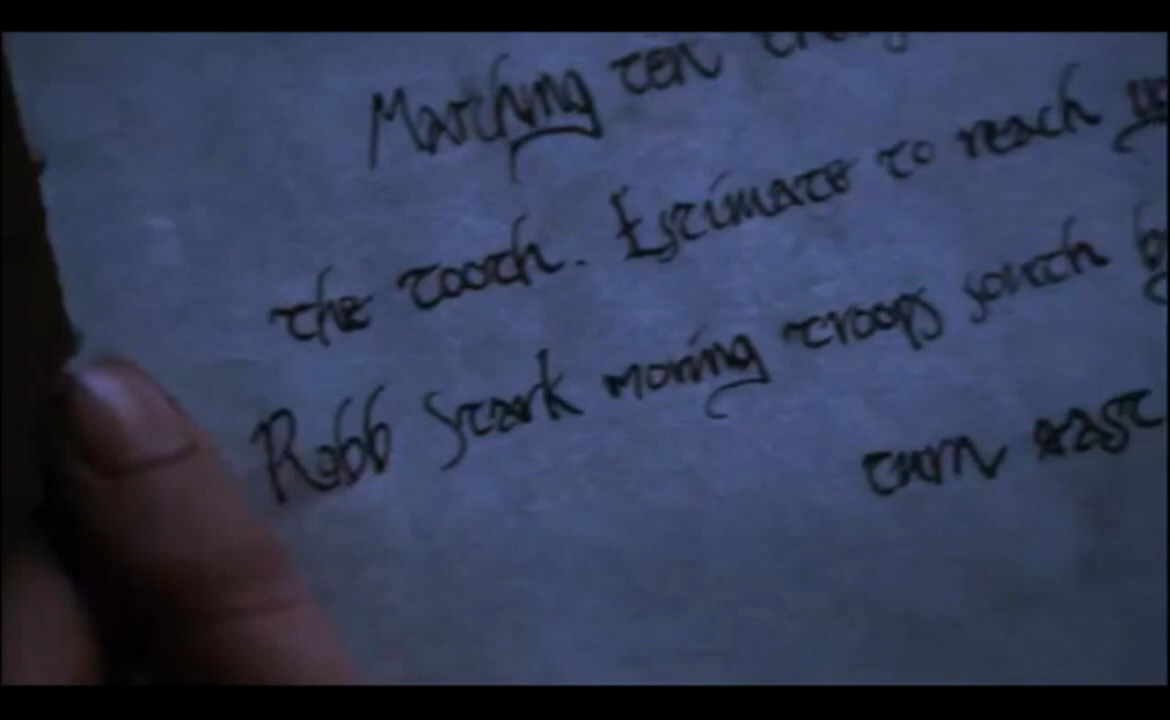 Marching ten
the tooth. Estimate to reach
Robb Stark moving troops south
turn east